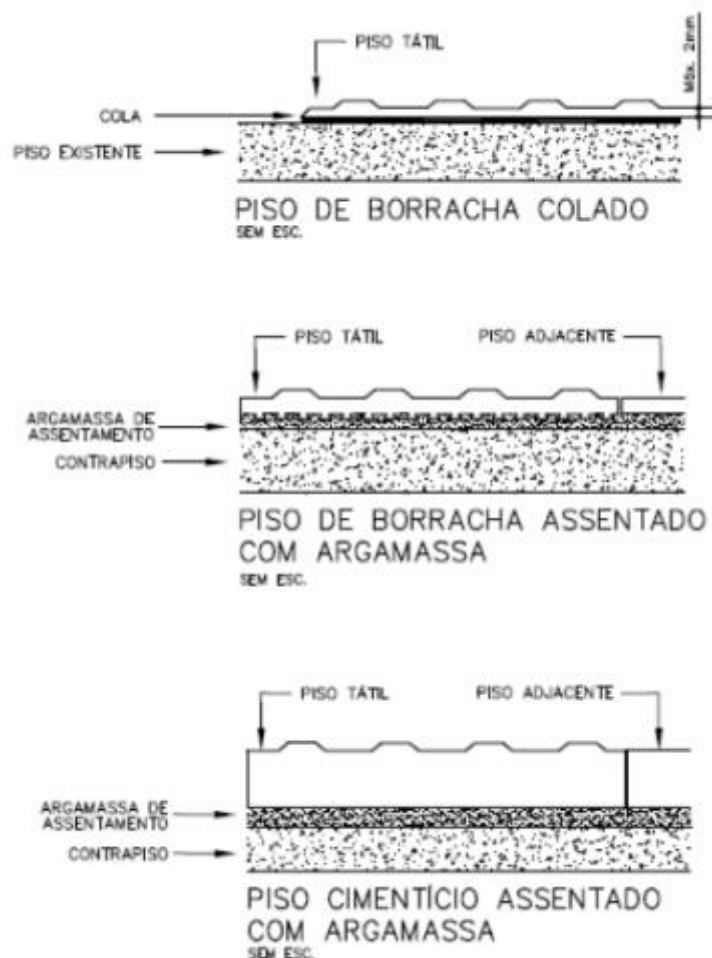 PISO TÁTIL
Máx. 2mm
COLA
PISO EXISTENTE
PISO DE BORRACHA COLADO
SEM ESC.
PISO TÁTIL
PISO ADJACENTE
ARGAMASSA DE
ASSENTAMENTO
CONTRAPISO
PISO DE BORRACHA ASSENTADO
COM ARGAMASSA
SEM ESC.
PISO TÁTIL
PISO ADJACENTE
ARGAMASSA DE
ASSENTAMENTO
CONTRAPISO
PISO CIMENTÍCIO ASSENTADO
COM ARGAMASSA
SEM ESC.